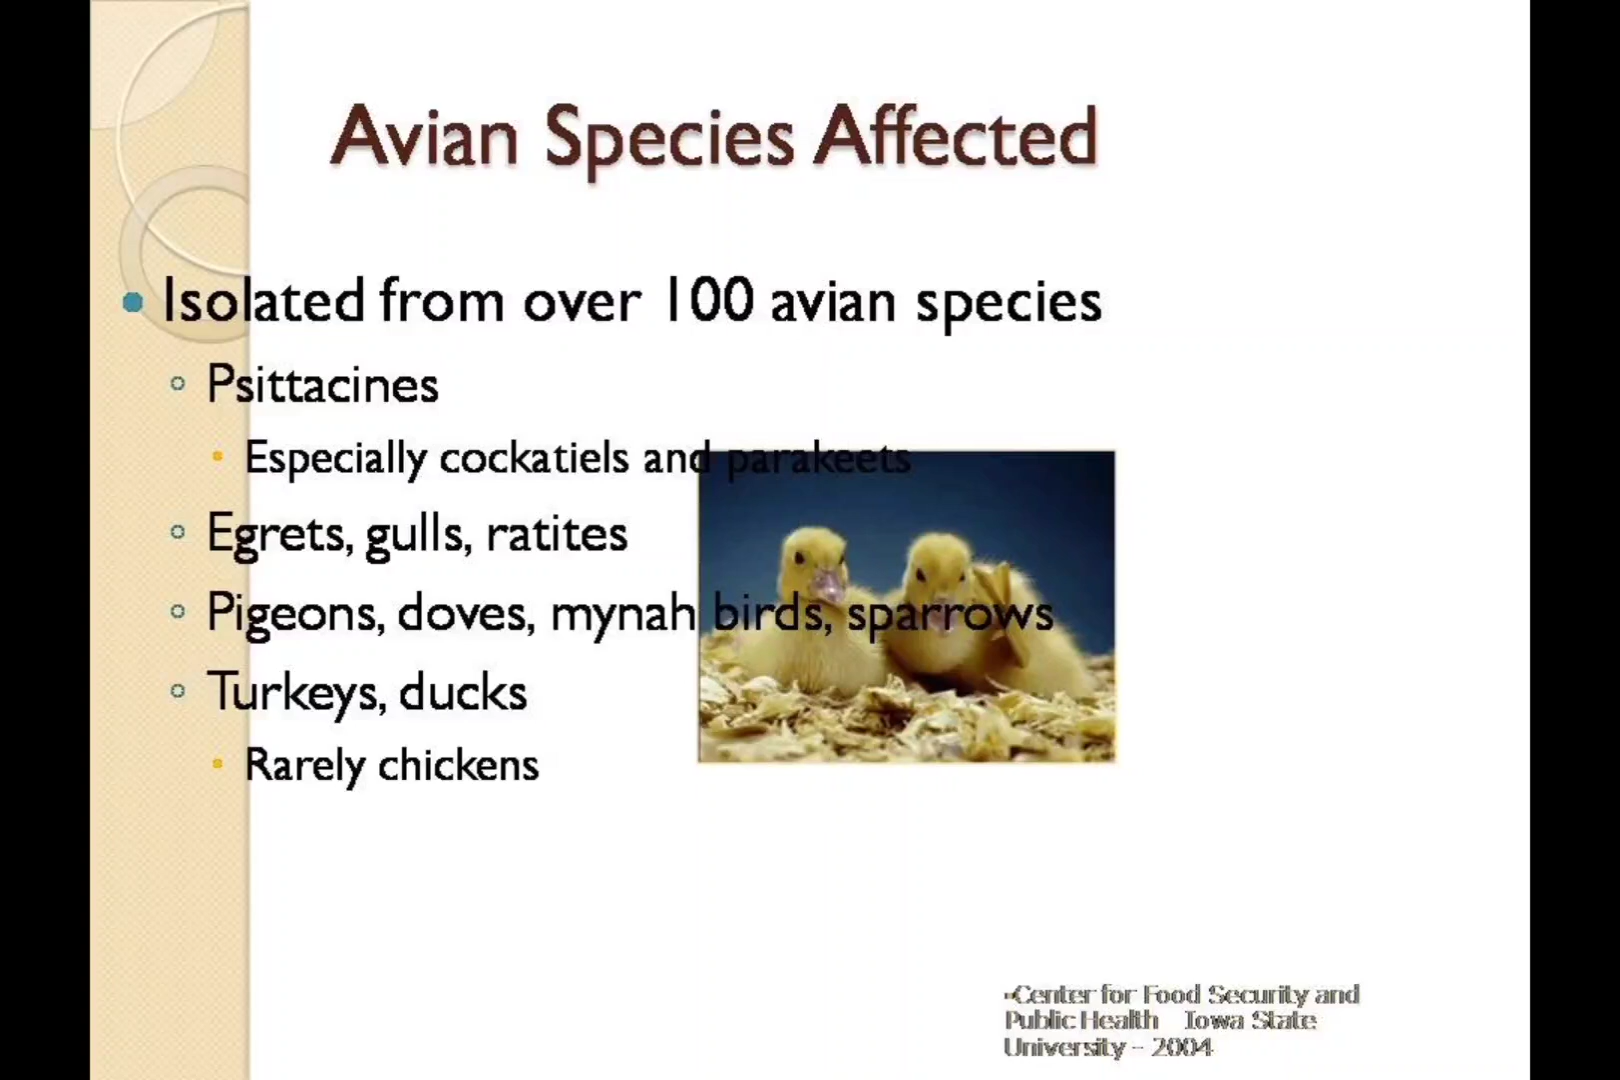 Avian Species Affected
Isolated from over 100 avian species
Psittacines
Especially cockatiels and parakeets
Egrets, gulls, ratites
Pigeons, doves, mynah birds, sparrows
Turkeys, ducks
Rarely chickens
Center for Food Security and
Public Health Iowa State
University - 2004